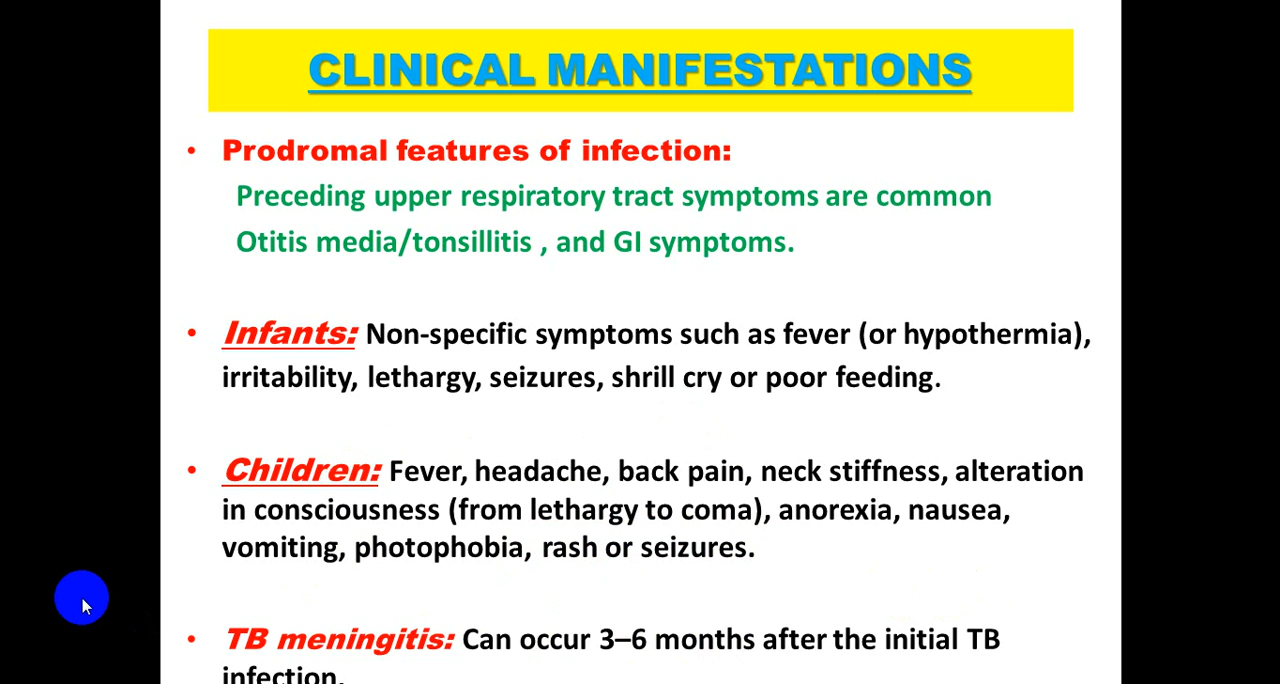 CLINICAL MANIFESTATIONS
• Prodromal features of infection:
Preceding upper respiratory tract symptoms are common
Otitis media/tonsillitis , and GI symptoms.
• Infants: Non-specific symptoms such as fever (or hypothermia),
irritability, lethargy, seizures, shrill cry or poor feeding.
• Children: Fever, headache, back pain, neck stiffness, alteration
in consciousness (from lethargy to coma), anorexia, nausea,
vomiting, photophobia, rash or seizures.
• TB meningitis: Can occur 3–6 months after the initial TB
infection.